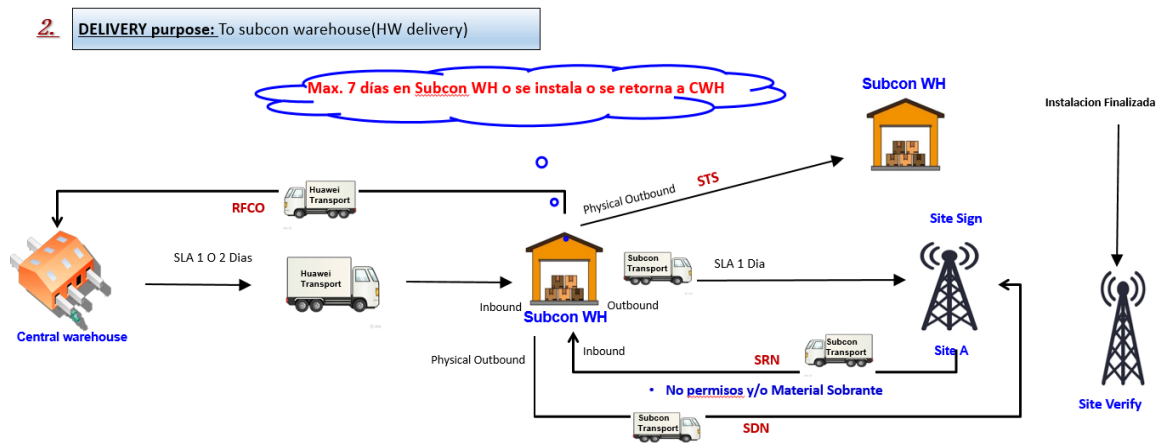 2.
DELIVERY purpose: To subcon warehouse(HW delivery)
Max. 7 días en Subcon WH o se instala o se retorna a CWH
Subcon WH
Instalacion Finalizada
Huawei
Transport
RFCO
Physical Outbound
STS
Site Sign
SLA 1 O 2 Dias
Huawei
Transport
Subcon
Transport
SLA 1 Dia
Inbound
Outbound
Central warehouse
Subcon WH
Physical Outbound
Inbound
SRN
Subcon
Transport
Site A
• No permisos y/o Material Sobrante
Site Verify
Subcon
Transport
SDN